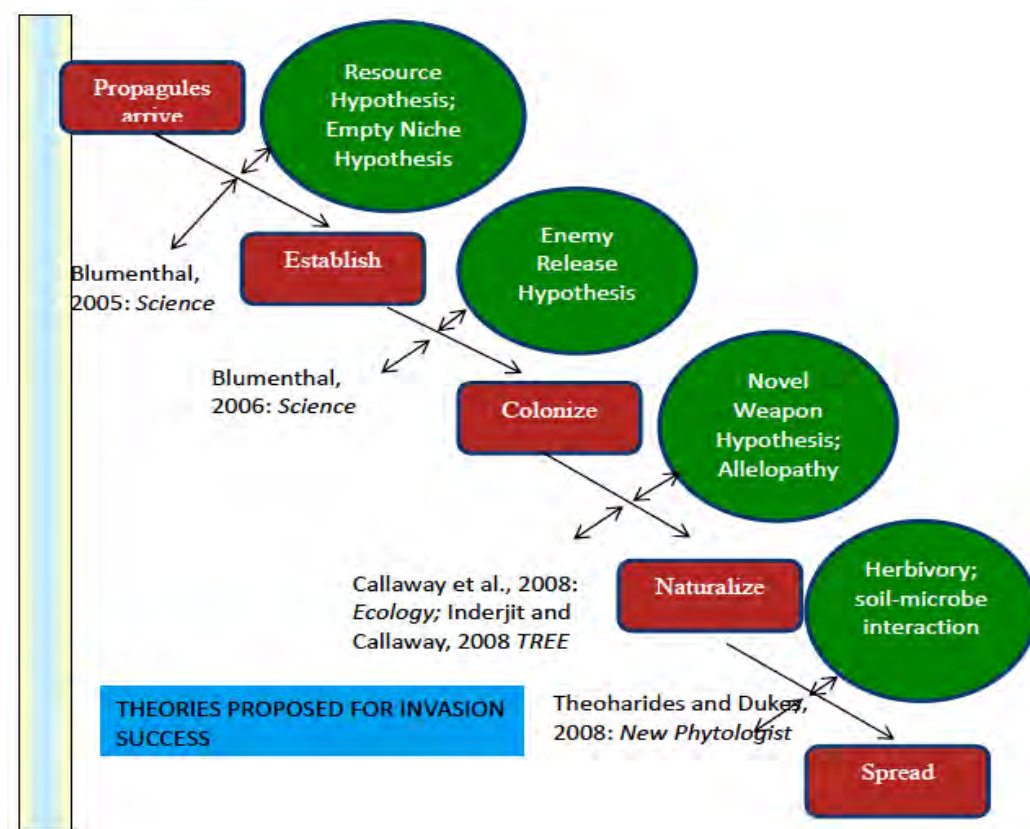 Propagules
arrive
Resource
Hypothesis;
Empty Niche
Hypothesis
Establish
Blumenthal,
2005: Science
Enemy
Release
Hypothesis
Blumenthal,
2006: Science
Colonize
Novel
Weapon
Hypothesis;
Allelopathy
Callaway et al., 2008:
Ecology; Inderjit and
Callaway, 2008 TREE
Naturalize
Herbivory;
soil-microbe
interaction
THEORIES PROPOSED FOR INVASION
SUCCESS
Theoharides and Dukes,
2008: New Phytologist
Spread